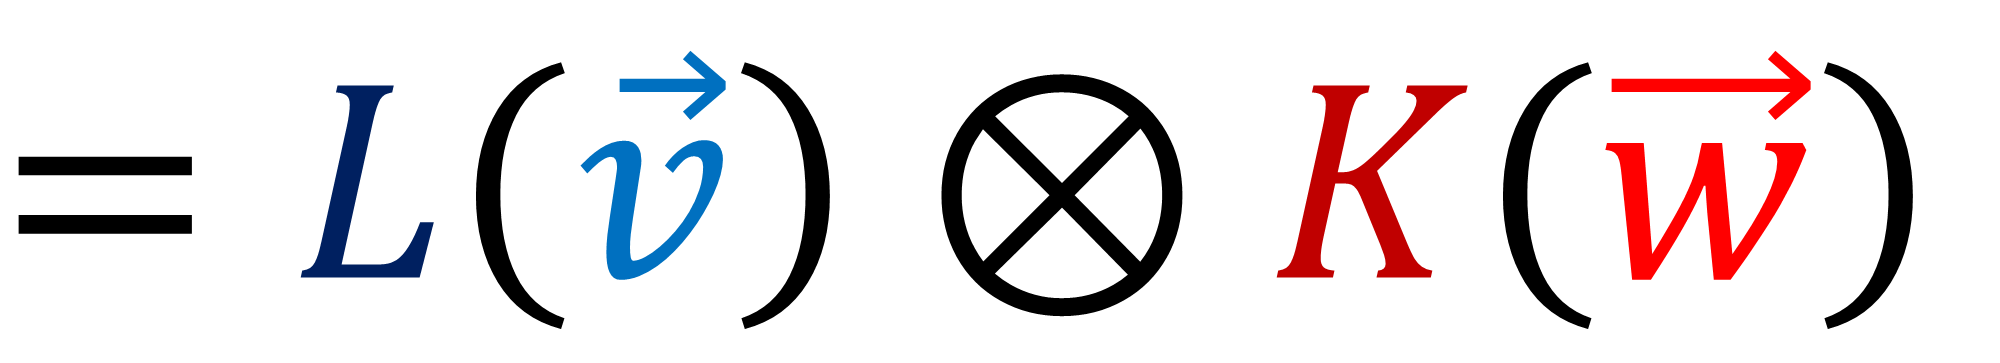 = L(v⃗) ⊗ K(w⃗)